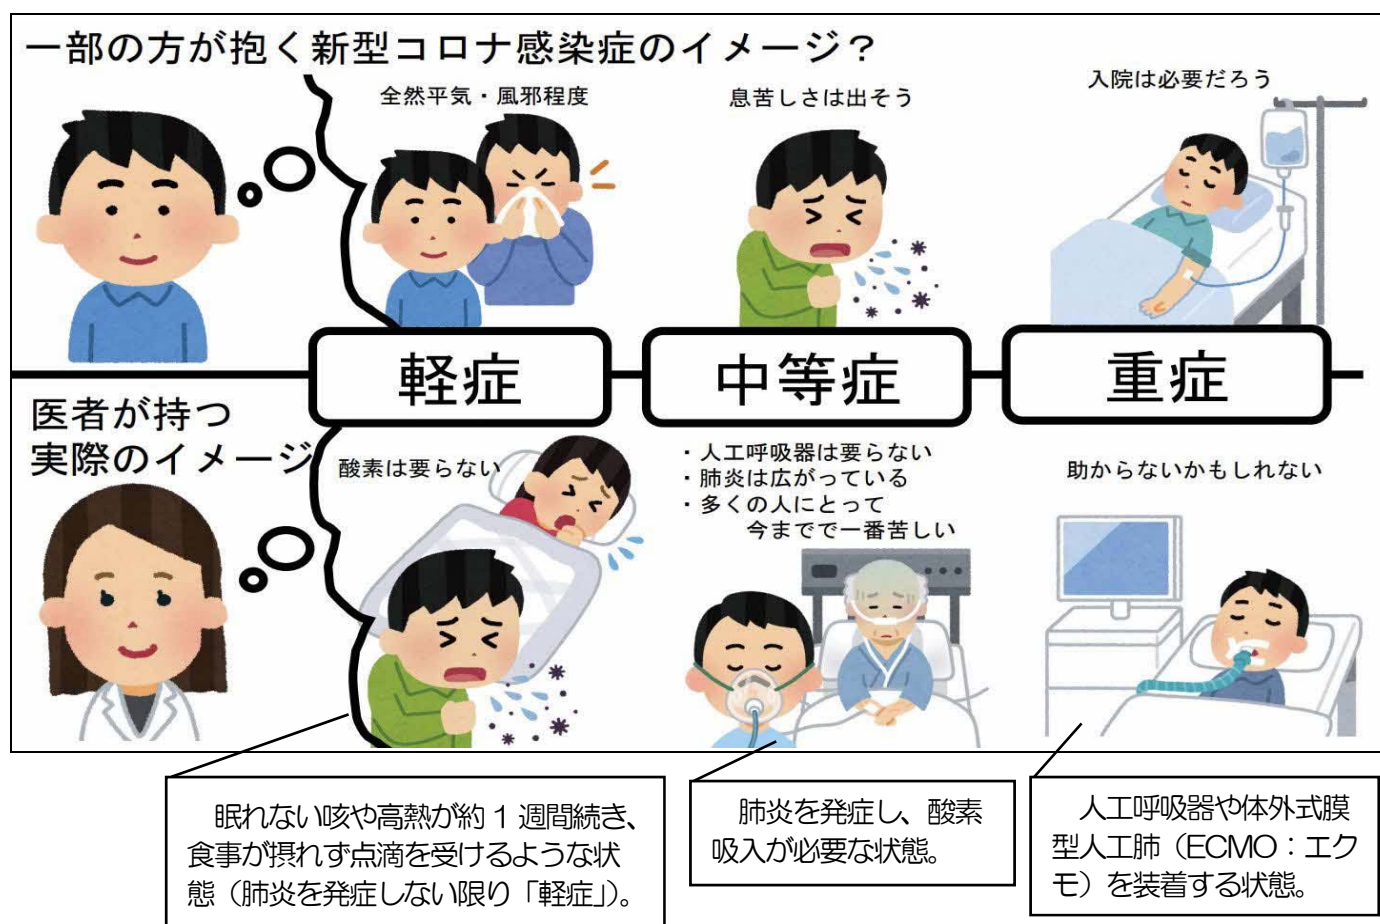 一部の方が抱く新型コロナ感染症のイメージ？
全然平気・風邪程度
息苦しさは出そう
入院は必要だろう
軽症
中等症
重症
医者が持つ
実際のイメージ
酸素は要らない
・人工呼吸器は要らない
・肺炎は広がっている
・多くの人にとって
今までで一番苦しい
助からないかもしれない
眠れない咳や高熱が約 1 週間続き、
食事が摂れず点滴を受けるような状
態（肺炎を発症しない限り「軽症」）。
肺炎を発症し、酸素
吸入が必要な状態。
人工呼吸器や体外式膜
型人工肺（ECMO：エク
モ）を装着する状態。